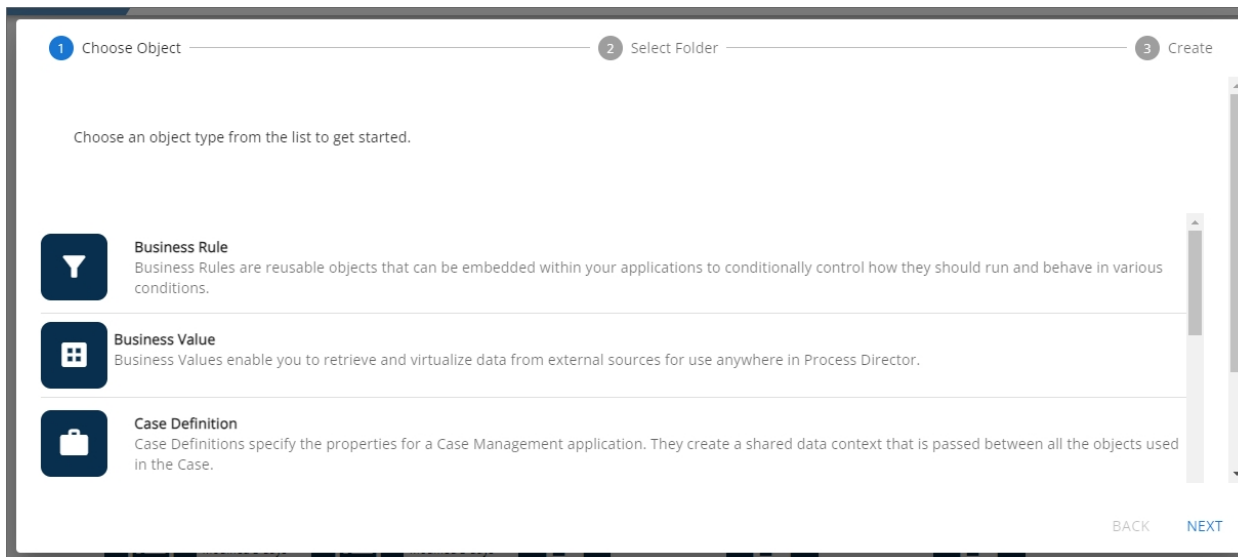 1 Choose Object 2 Select Folder 3 Create
Choose an object type from the list to get started.
Business Rule
Business Rules are reusable objects that can be embedded within your applications to conditionally control how they should run and behave in various
conditions.
Business Value
Business Values enable you to retrieve and virtualize data from external sources for use anywhere in Process Director.
Case Definition
Case Definitions specify the properties for a Case Management application. They create a shared data context that is passed between all the objects used
in the Case.
BACK NEXT